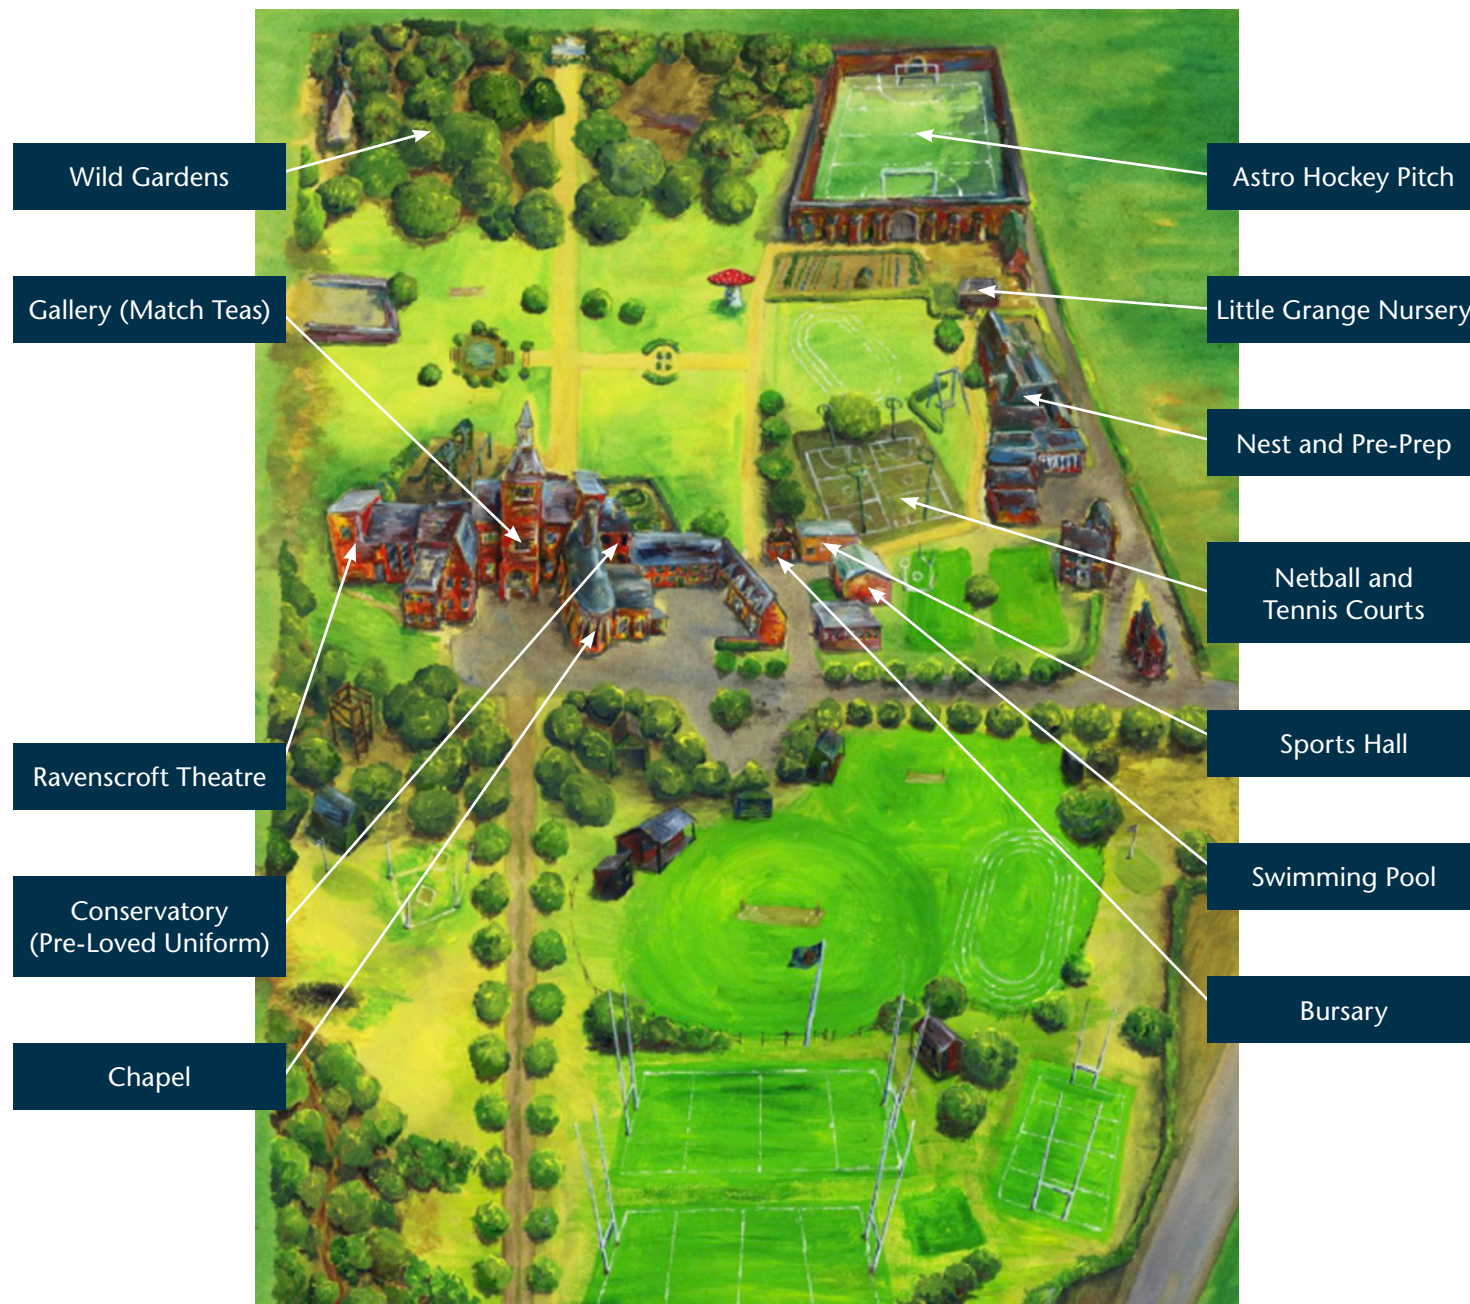 Wild Gardens
Gallery (Match Teas)
Ravenscroft Theatre
Conservatory
(Pre-Loved Uniform)
Chapel
Astro Hockey Pitch
Little Grange Nursery
Nest and Pre-Prep
Netball and
Tennis Courts
Sports Hall
Swimming Pool
Bursary